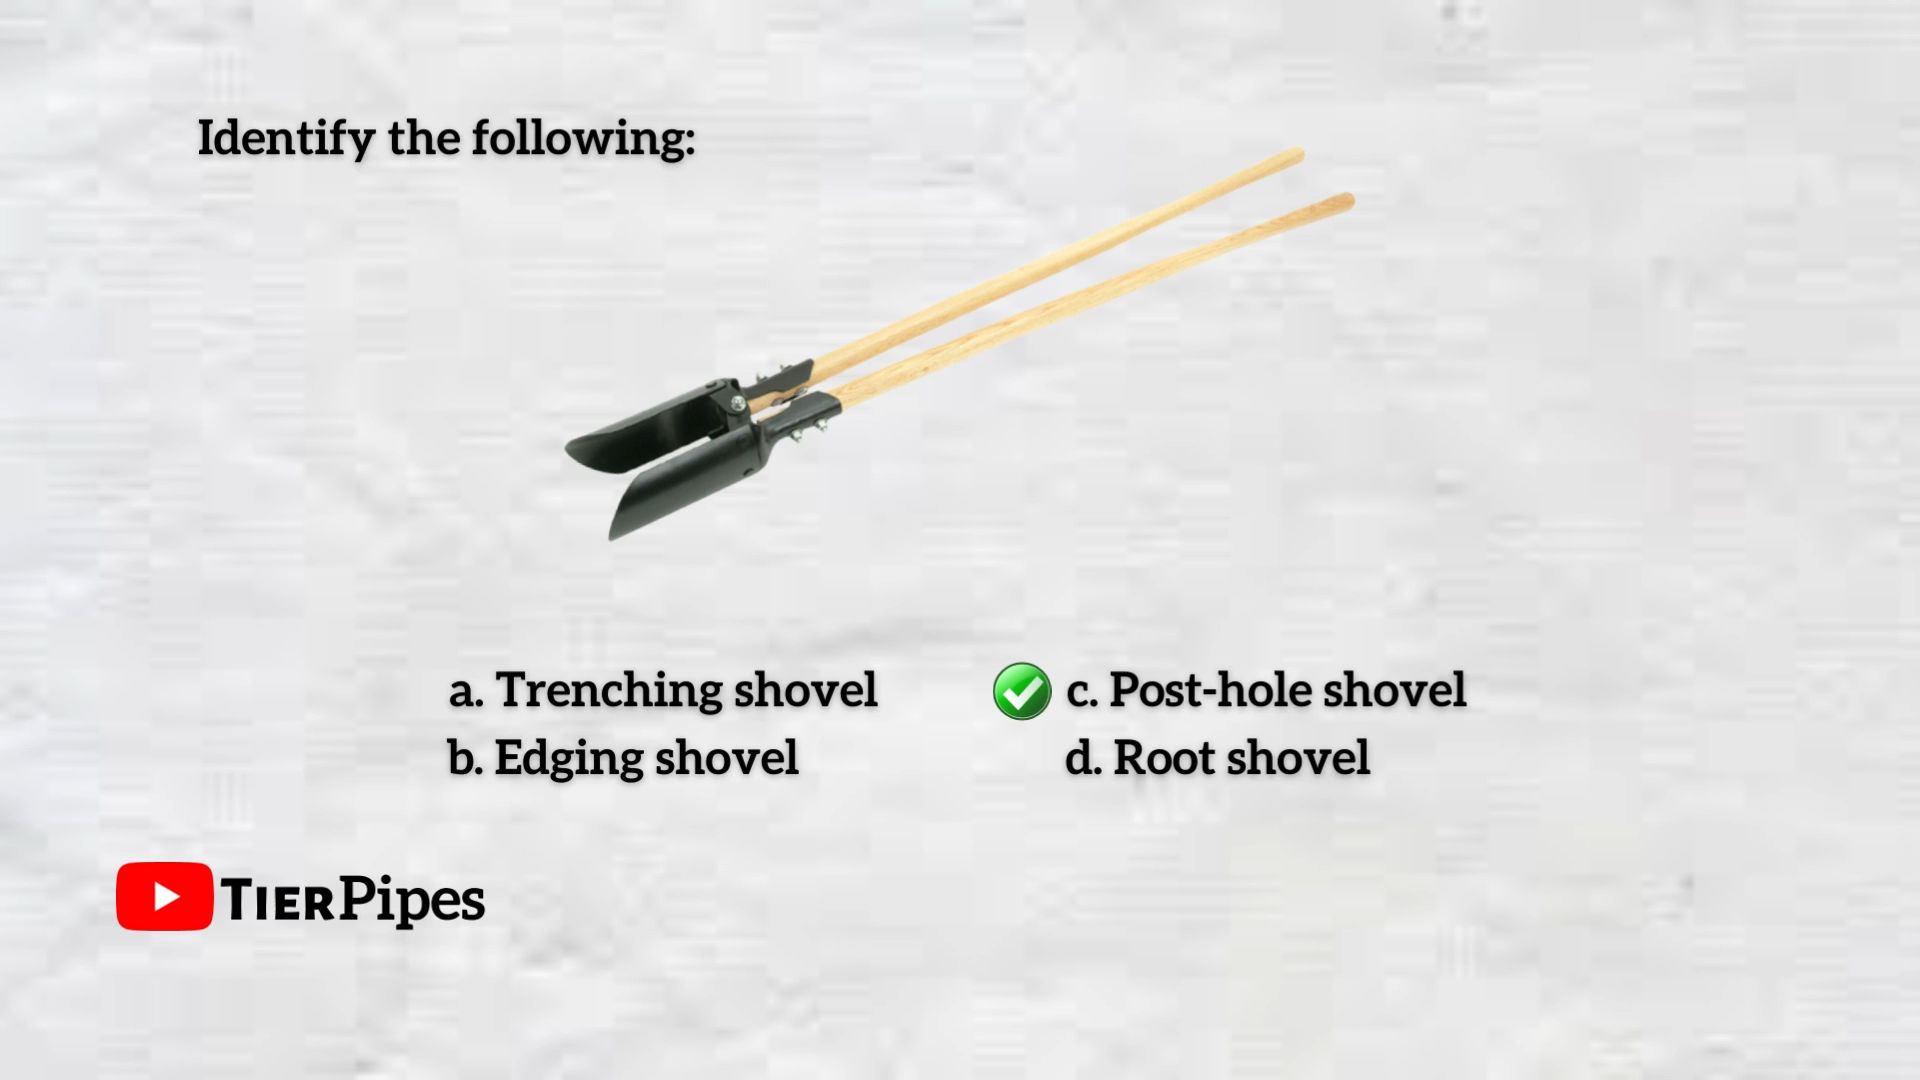 Identify the following:
a. Trenching shovel
b. Edging shovel
c. Post-hole shovel
d. Root shovel
TIERPipes